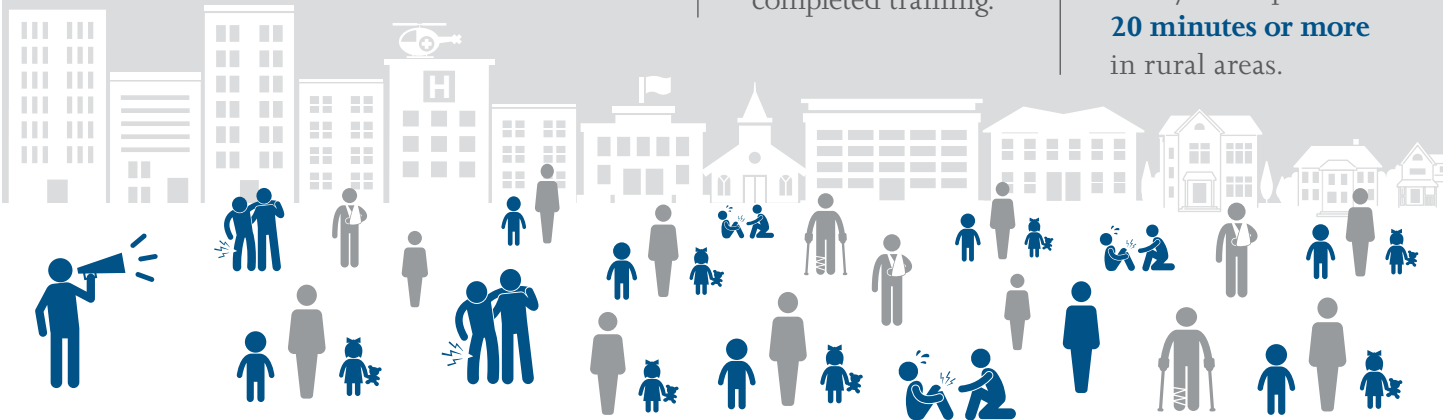 completed training.
20 minutes or more
in rural areas.
H